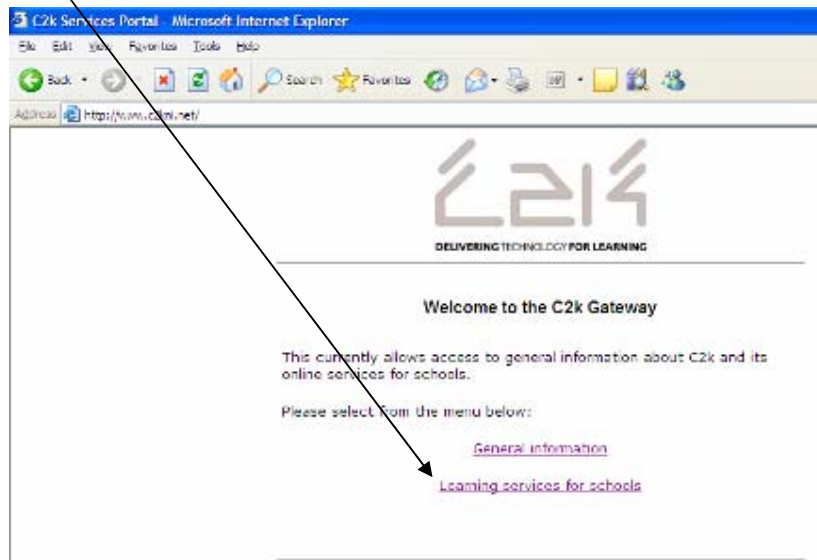 C2k Services Portal - Microsoft Internet Explorer
File Edit View Favorites Tools Help
Back Search Favorites
Address http://www.c2kni.net/
C2k
DELIVERING TECHNOLOGY FOR LEARNING
Welcome to the C2k Gateway
This currently allows access to general information about C2k and its
online services for schools.
Please select from the menu below:
General information
Learning services for schools